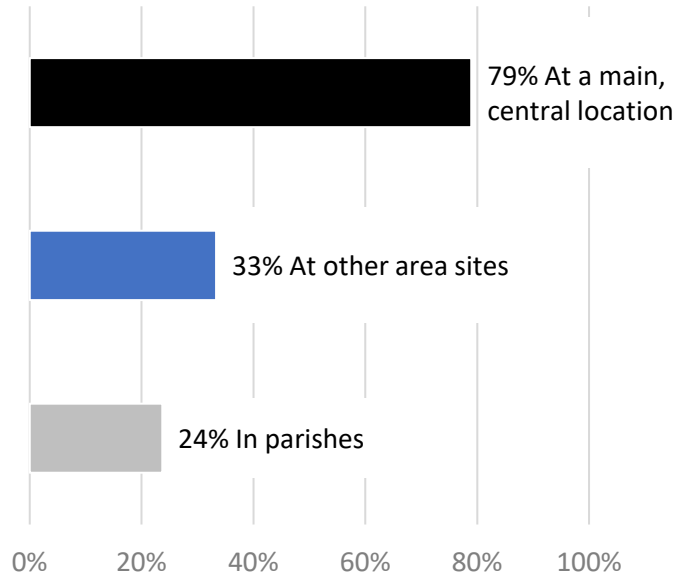 79% At a main,
central location
33% At other area sites
24% In parishes
0% 20% 40% 60% 80% 100%